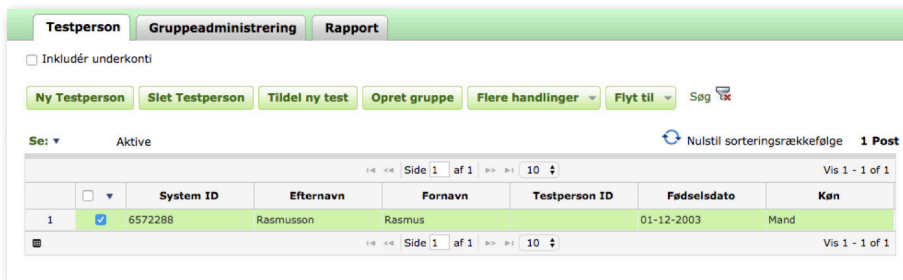 Testperson Gruppeadministrering Rapport
Inkludér underkonti
Ny Testperson Slet Testperson Tildel ny test Opret gruppe Flere handlinger Flyt til Søg
Se: Aktive Nulstil sorteringsrækkefølge 1 Post
Side 1 af 1 10 Vis 1 - 1 of 1
System ID Efternavn Fornavn Testperson ID Fødselsdato Køn
1 6572288 Rasmusson Rasmus 01-12-2003 Mand
Side 1 af 1 10 Vis 1 - 1 of 1